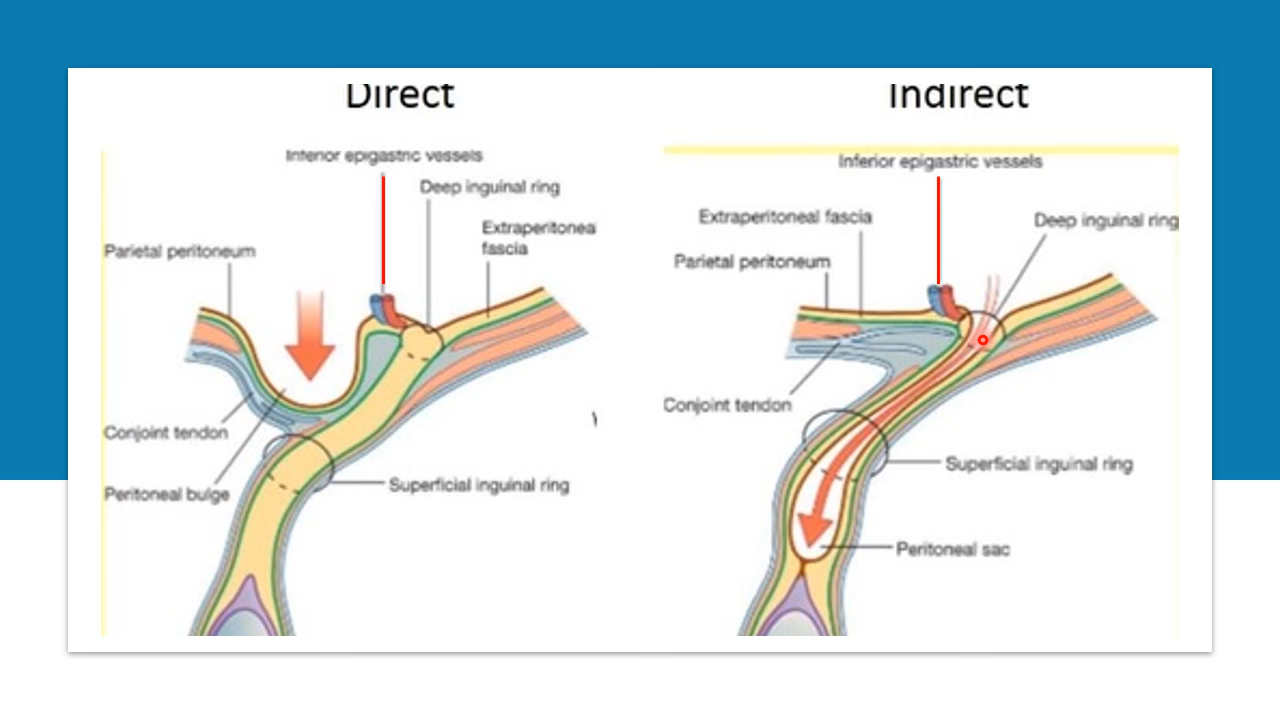 Direct
Inferior epigastric vessels
Deep inguinal ring
Extraperitoneal
fascia
Parietal peritoneum
Conjoint tendon
Peritoneal bulge
Superficial inguinal ring
Indirect
Inferior epigastric vessels
Extraperitoneal fascia
Deep inguinal ring
Parietal peritoneum
Conjoint tendon
Superficial inguinal ring
Peritoneal sac